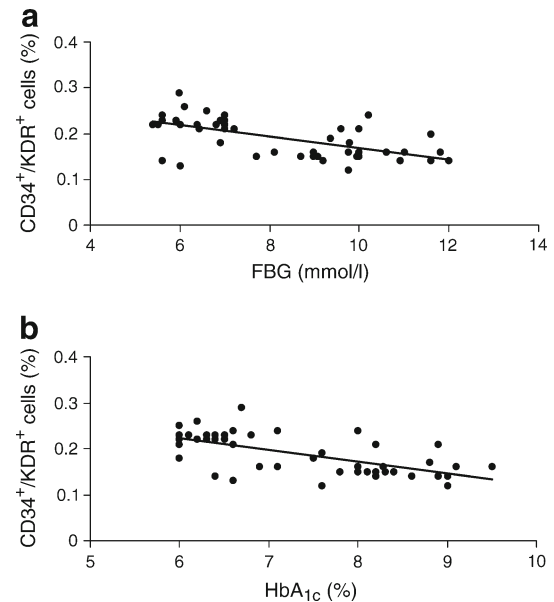 a
CD34⁺/KDR⁺ cells (%)
0.4
0.3
0.2
0.1
0
4 6 8 10 12 14
FBG (mmol/l)
b
CD34⁺/KDR⁺ cells (%)
0.4
0.3
0.2
0.1
0
5 6 7 8 9 10
HbA₁c (%)